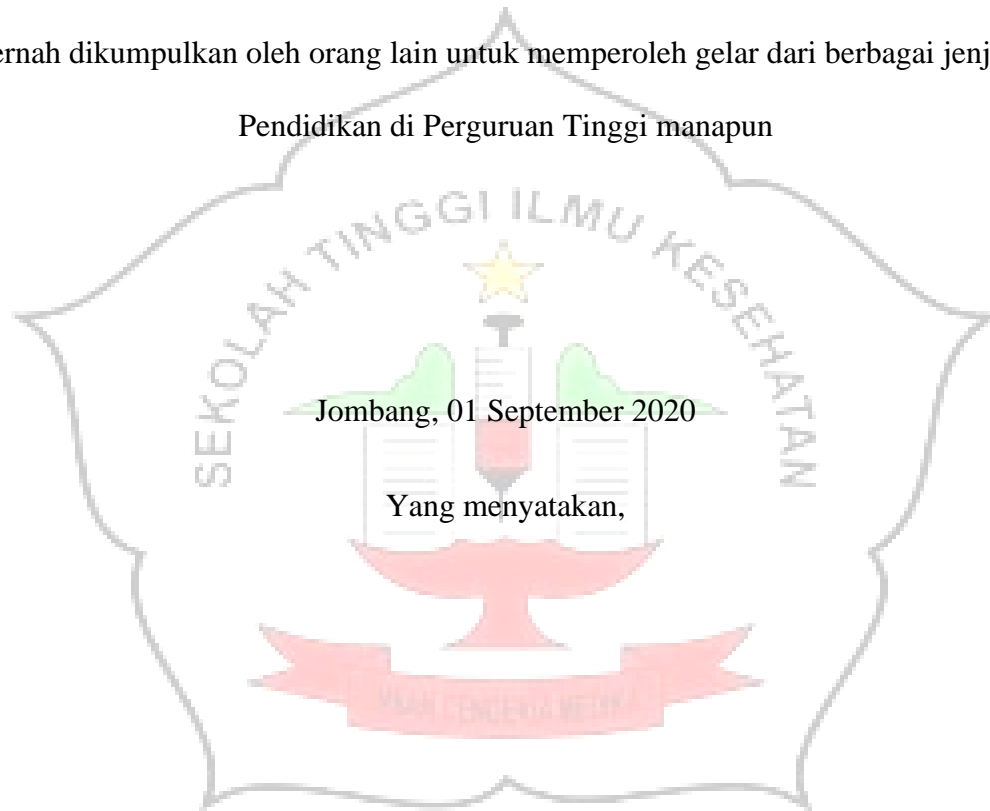 ernah dikumpulkan oleh orang lain untuk memperoleh gelar dari berbagai jenj
Pendidikan di Perguruan Tinggi manapun
SEKOLAH TINGGI ILMU KESEHATAN
Jombang, 01 September 2020
Yang menyatakan,